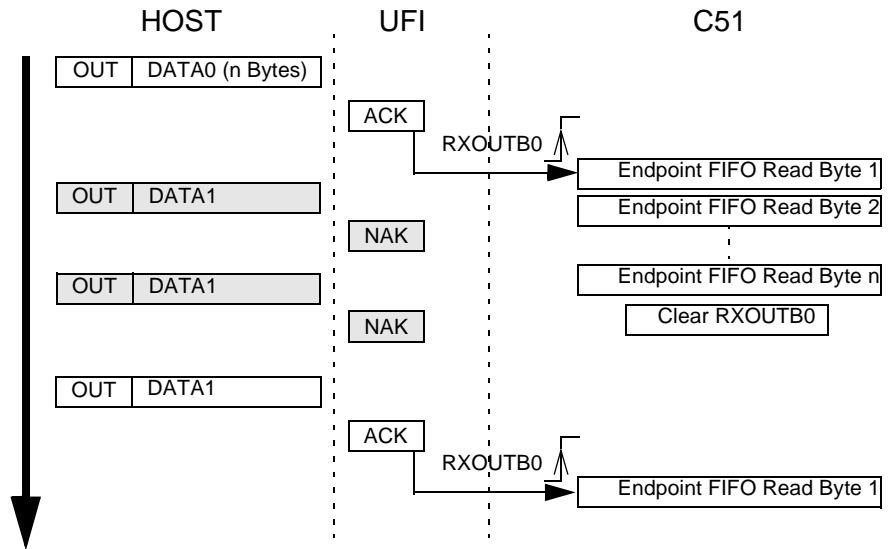 HOST UFI C51
OUT DATA0 (n Bytes)
ACK
RXOUTB0
Endpoint FIFO Read Byte 1
OUT DATA1
Endpoint FIFO Read Byte 2
NAK
OUT DATA1
Endpoint FIFO Read Byte n
NAK
Clear RXOUTB0
OUT DATA1
ACK
RXOUTB0
Endpoint FIFO Read Byte 1